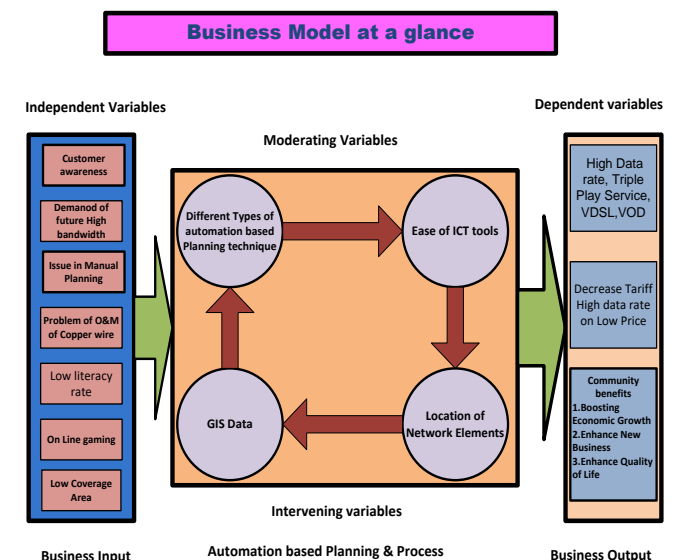 Business Model at a glance
Independent Variables
Customer
awareness
Demanod of
future High
bandwidth
Issue in Manual
Planning
Problem of O&M
of Copper wire
Low literacy
rate
On Line gaming
Low Coverage
Area
Business Input
Moderating Variables
Different Types of
automation based
Planning technique
Ease of ICT tools
GIS Data
Location of
Network Elements
Intervening variables
Automation based Planning & Process
Dependent variables
High Data
rate, Triple
Play Service,
VDSL,VOD
Decrease Tariff
High data rate
on Low Price
Community
benefits
1.Boosting
Economic Growth
2.Enhance New
Business
3.Enhance Quality
of Life
Business Output